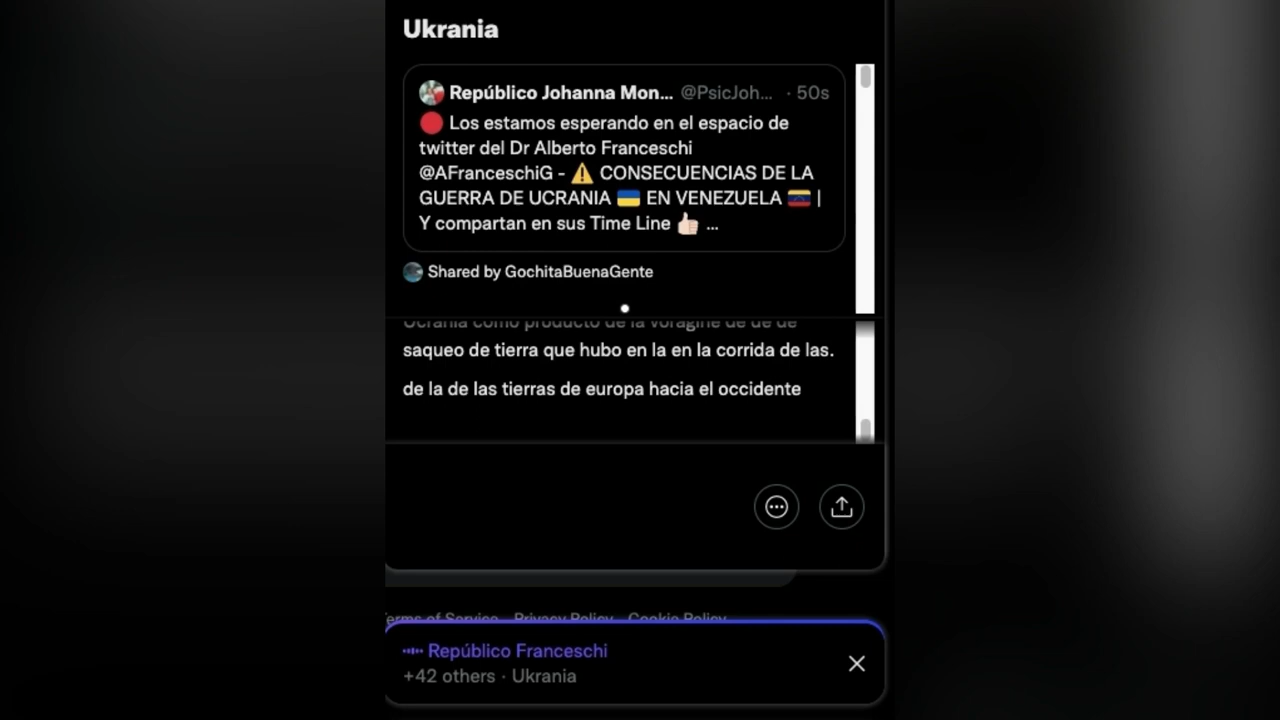 Ukrania
Repúblico Johanna Mon... @PsicJoh... · 50s
🔴 Los estamos esperando en el espacio de
twitter del Dr Alberto Franceschi
@AFranceschiG - ⚠️ CONSECUENCIAS DE LA
GUERRA DE UCRANIA 🇺🇦 EN VENEZUELA 🇻🇪 |
Y compartan en sus Time Line 👍🏻 ...
Shared by GochitaBuenaGente
Ucrania como producto de la vorágine de de de
saqueo de tierra que hubo en la en la corrida de las.
de la de las tierras de europa hacia el occidente
Terms of Service Privacy Policy Cookie Policy
Repúblico Franceschi
+42 others · Ukrania